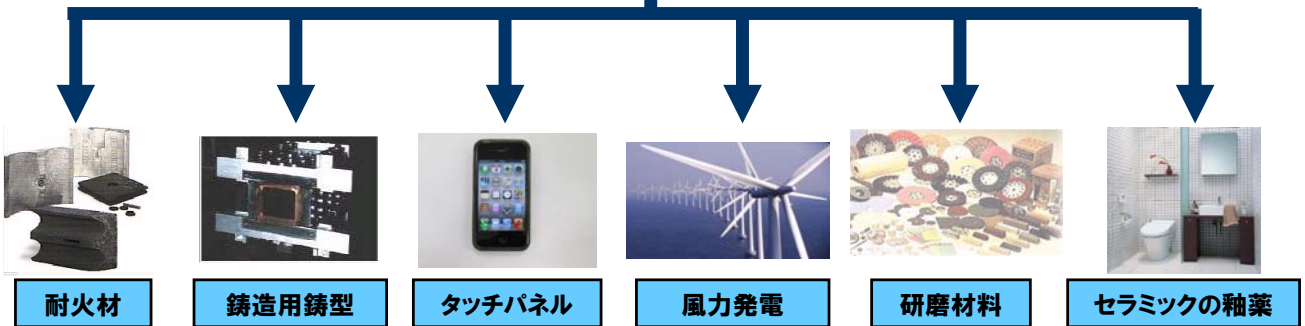 耐火材
鋳造用鋳型
タッチパネル
風力発電
研磨材料
セラミックの釉薬